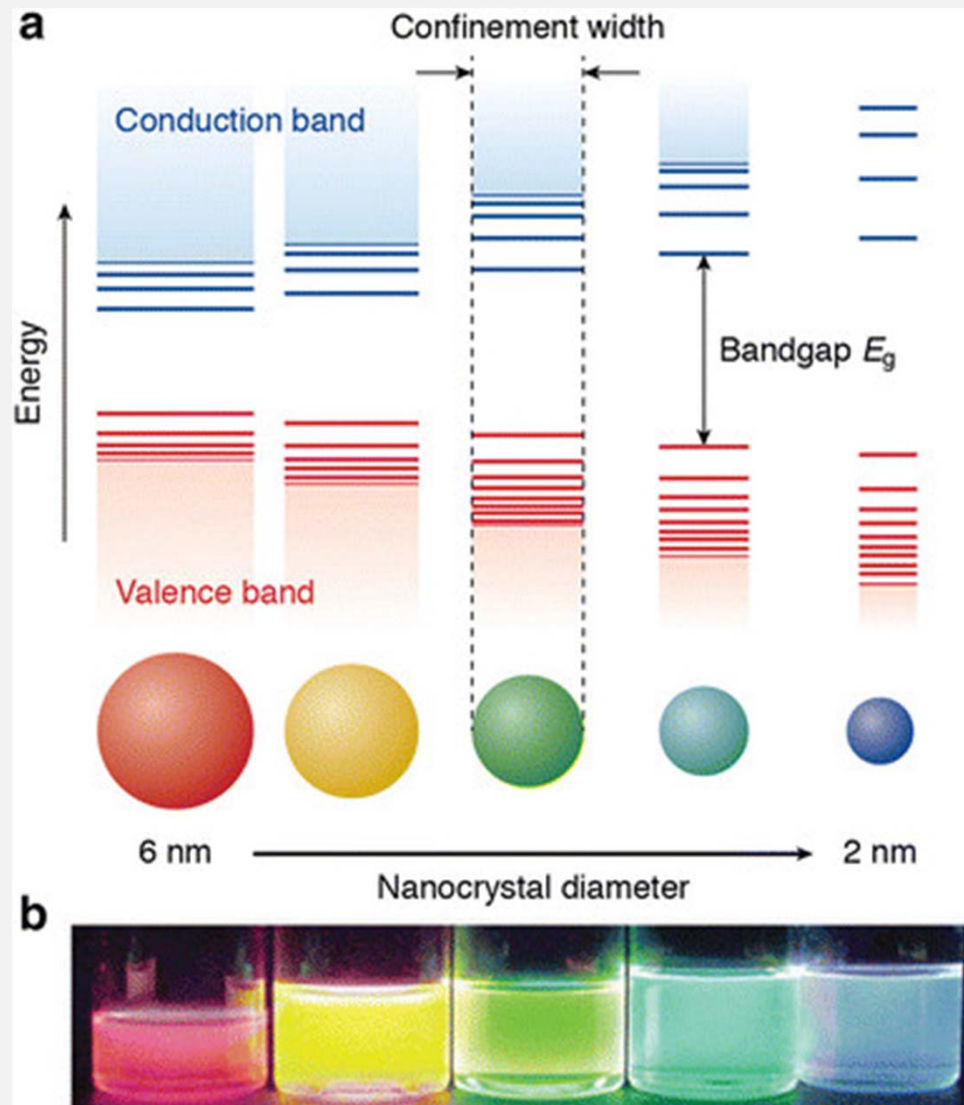 a
Confinement width
Conduction band
Energy
Bandgap Eg
Valence band
6 nm
2 nm
Nanocrystal diameter
b